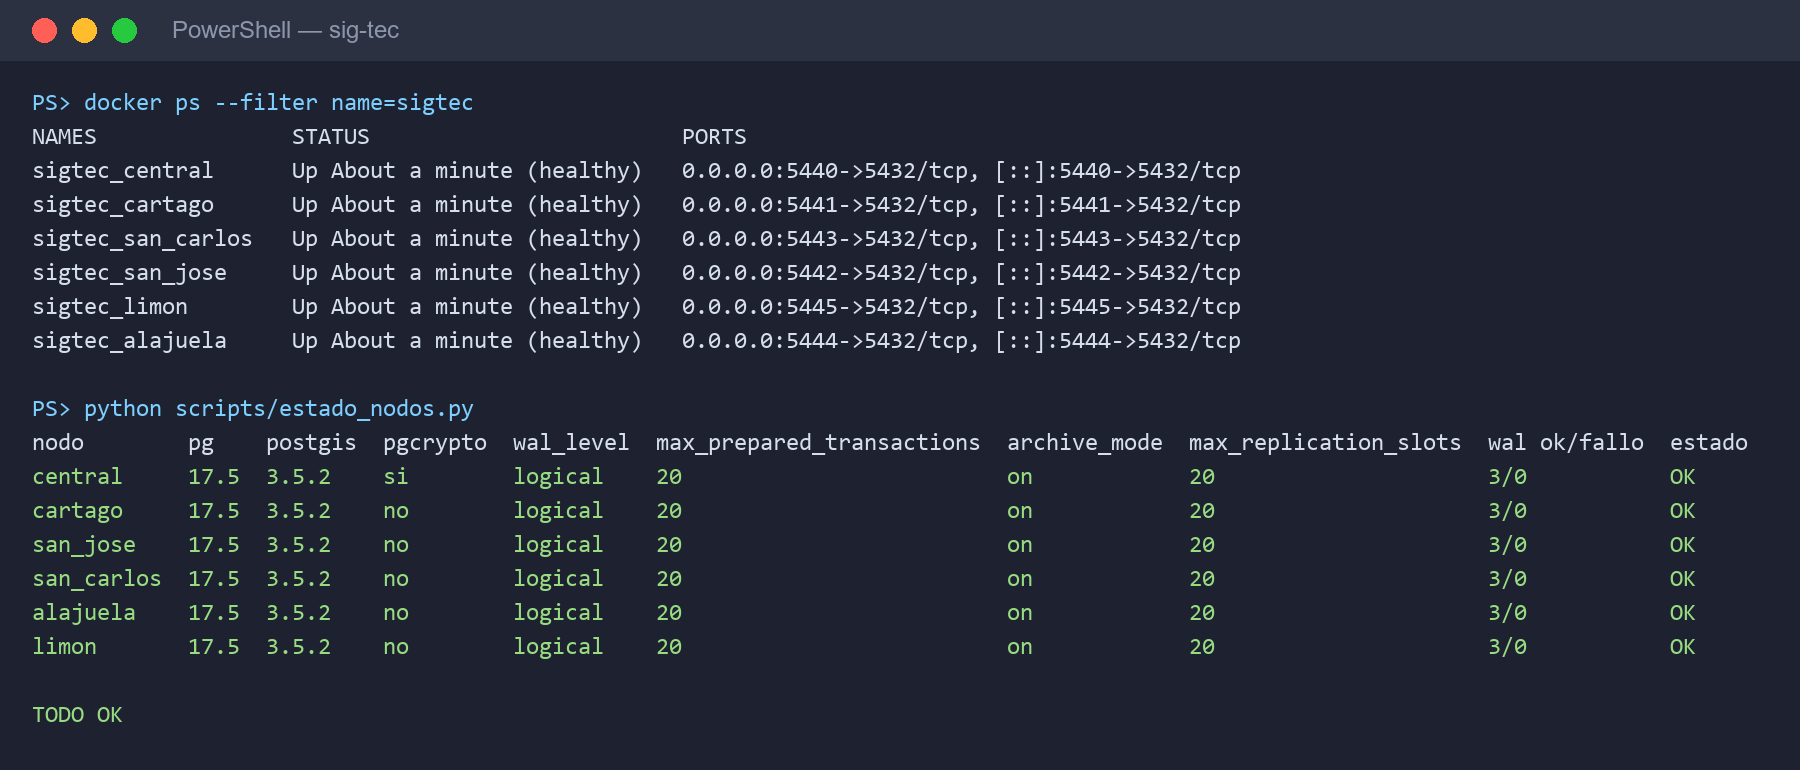 PowerShell — sig-tec
PS> docker ps --filter name=sigtec
NAMES               STATUS                        PORTS
sigtec_central      Up About a minute (healthy)   0.0.0.0:5440->5432/tcp, [::]:5440->5432/tcp
sigtec_cartago      Up About a minute (healthy)   0.0.0.0:5441->5432/tcp, [::]:5441->5432/tcp
sigtec_san_carlos   Up About a minute (healthy)   0.0.0.0:5443->5432/tcp, [::]:5443->5432/tcp
sigtec_san_jose     Up About a minute (healthy)   0.0.0.0:5442->5432/tcp, [::]:5442->5432/tcp
sigtec_limon        Up About a minute (healthy)   0.0.0.0:5445->5432/tcp, [::]:5445->5432/tcp
sigtec_alajuela     Up About a minute (healthy)   0.0.0.0:5444->5432/tcp, [::]:5444->5432/tcp
PS> python scripts/estado_nodos.py
nodo        pg    postgis  pgcrypto  wal_level  max_prepared_transactions  archive_mode  max_replication_slots  wal ok/fallo  estado
central     17.5  3.5.2    si        logical    20                         on            20                     3/0           OK
cartago     17.5  3.5.2    no        logical    20                         on            20                     3/0           OK
san_jose    17.5  3.5.2    no        logical    20                         on            20                     3/0           OK
san_carlos  17.5  3.5.2    no        logical    20                         on            20                     3/0           OK
alajuela    17.5  3.5.2    no        logical    20                         on            20                     3/0           OK
limon       17.5  3.5.2    no        logical    20                         on            20                     3/0           OK
TODO OK